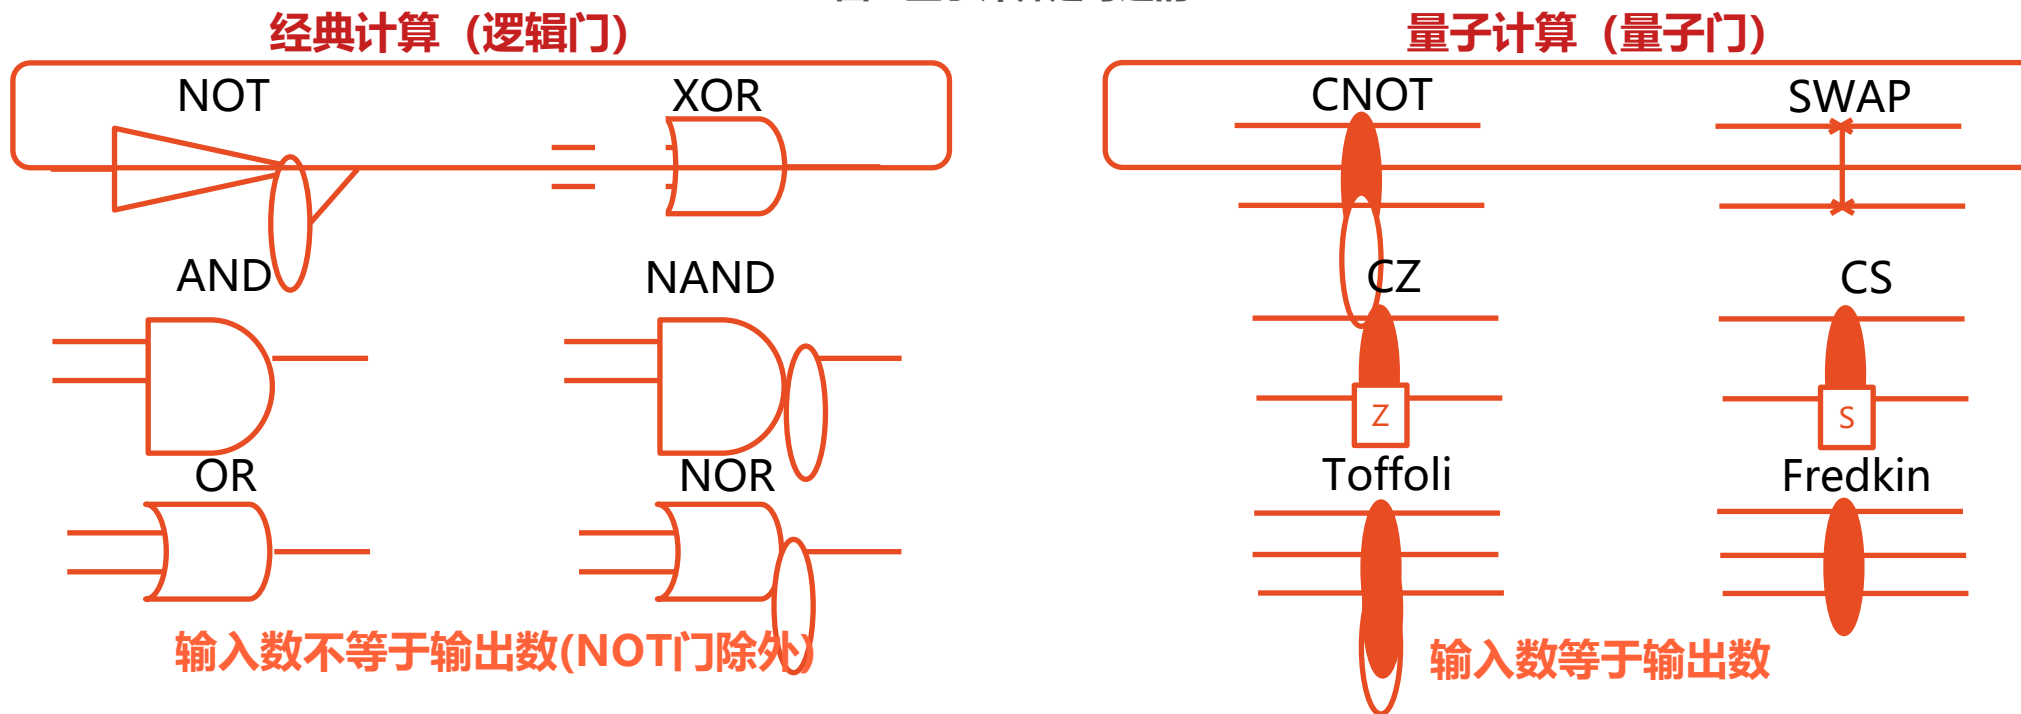 经典计算（逻辑门）
量子计算（量子门）
NOT
XOR
CNOT
SWAP
AND
NAND
CZ
CS
Z
S
OR
NOR
Toffoli
Fredkin
输入数不等于输出数(NOT门除外)
输入数等于输出数